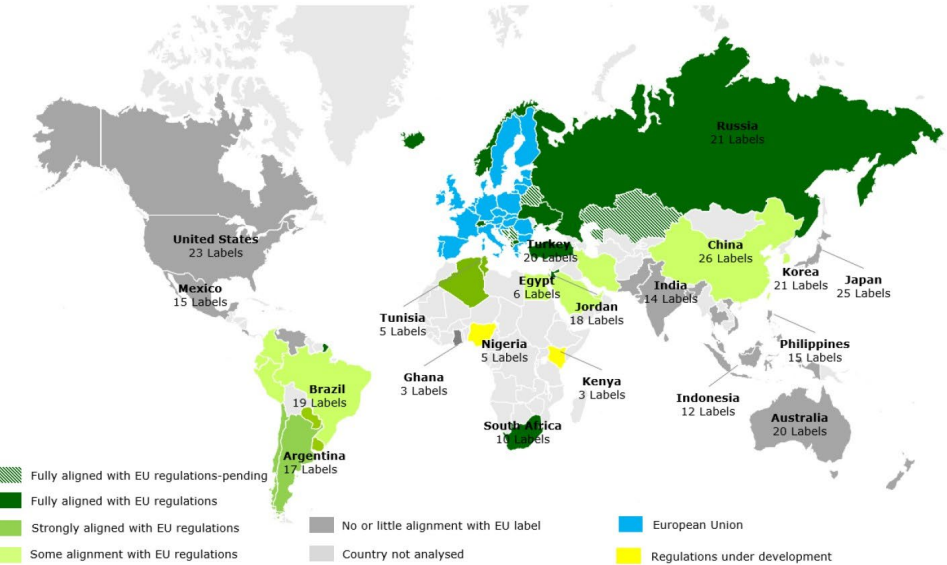 Russia
21 Labels
United States
23 Labels
Turkey
20 Labels
China
26 Labels
Mexico
15 Labels
Egypt
6 Labels
India
14 Labels
Korea
21 Labels
Japan
25 Labels
Jordan
18 Labels
Tunisia
5 Labels
Nigeria
5 Labels
Philippines
15 Labels
Ghana
3 Labels
Kenya
3 Labels
Brazil
19 Labels
Indonesia
12 Labels
South Africa
10 Labels
Australia
20 Labels
Argentina
17 Labels
Fully aligned with EU regulations-pending
Fully aligned with EU regulations
Strongly aligned with EU regulations
Some alignment with EU regulations
No or little alignment with EU label
Country not analysed
European Union
Regulations under development